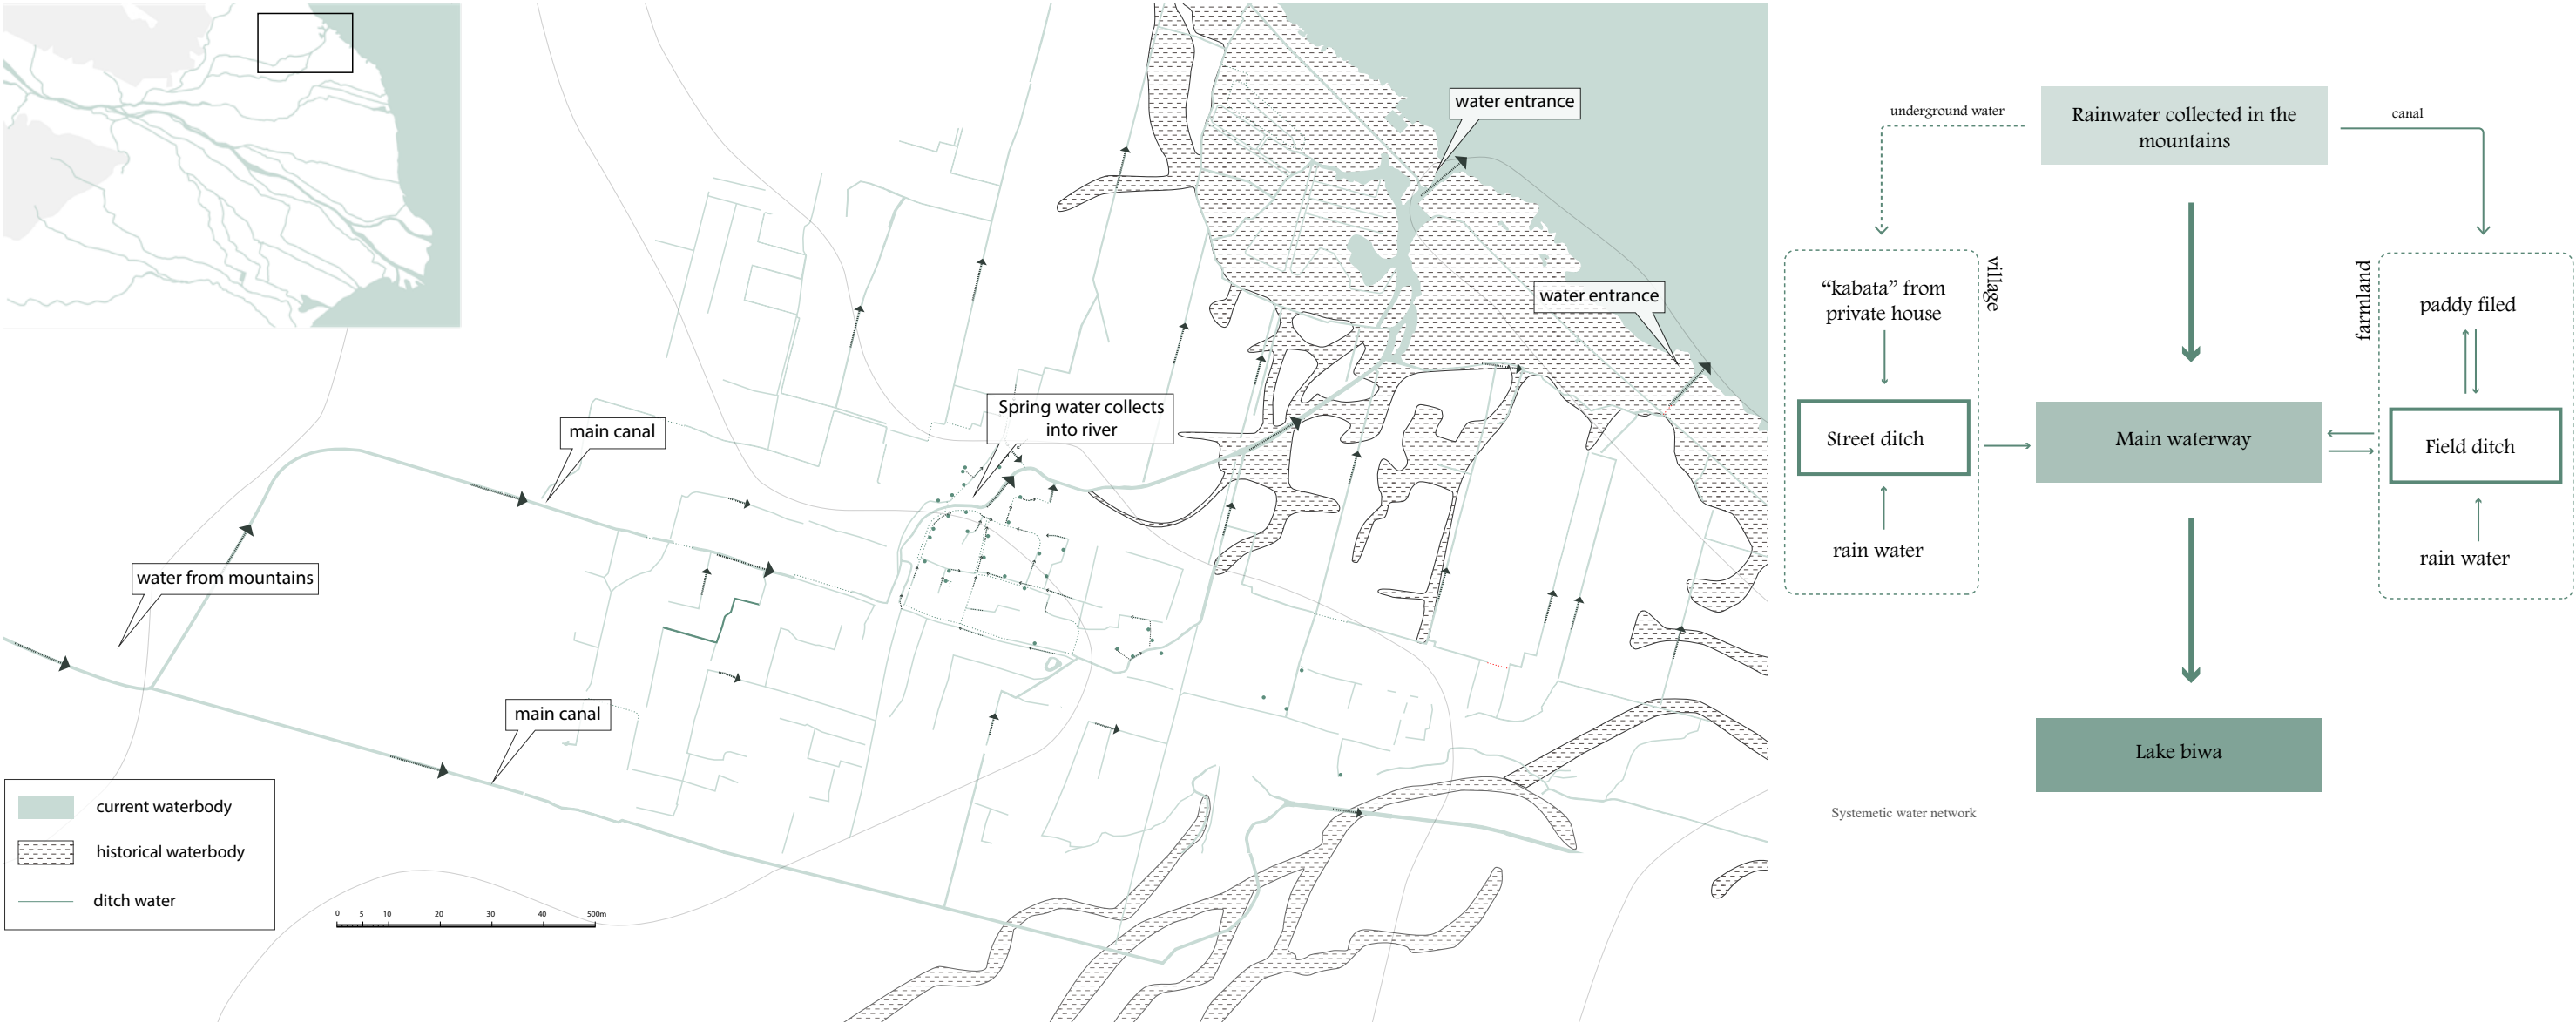 water entrance
water entrance
Spring water collects
into river
main canal
water from mountains
main canal
current waterbody
historical waterbody
ditch water
0 5 10 20 30 40 500m
underground water
Rainwater collected in the
mountains
canal
village
“kabata” from
private house
farmland
paddy filed
Street ditch
Main waterway
Field ditch
rain water
rain water
Lake biwa
Systemetic water network